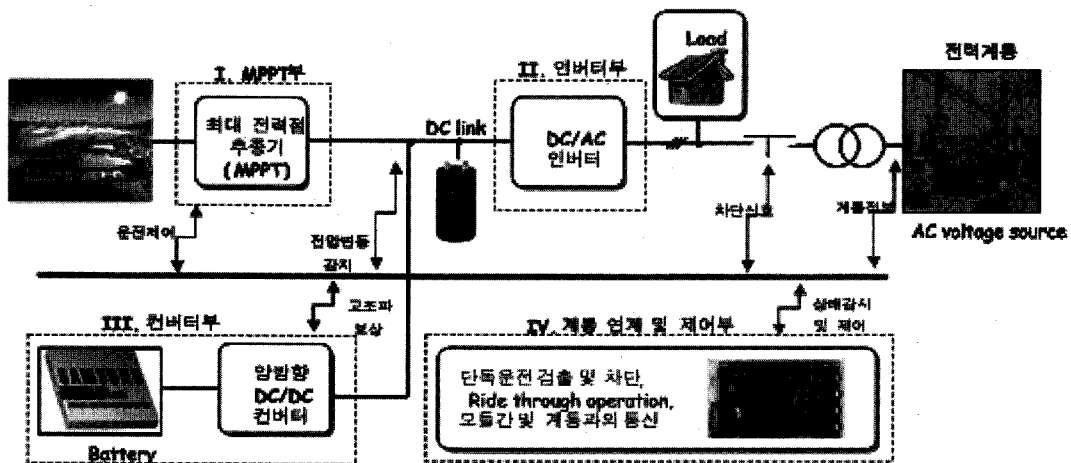 Load
전력계통
I. MPPT부
II. 인버터부
최대 전력점
추종기
(MPPT)
DC link
DC/AC
인버터
운전제어
전압변동
감지
차단신호
계통정보
AC voltage source
III. 컨버터부
고조파
보상
IV. 계통 연계 및 제어부
상태감시
및 제어
양방향
DC/DC
컨버터
Battery
단독운전 검출 및 차단,
Ride through operation,
모듈간 및 계통과의 통신